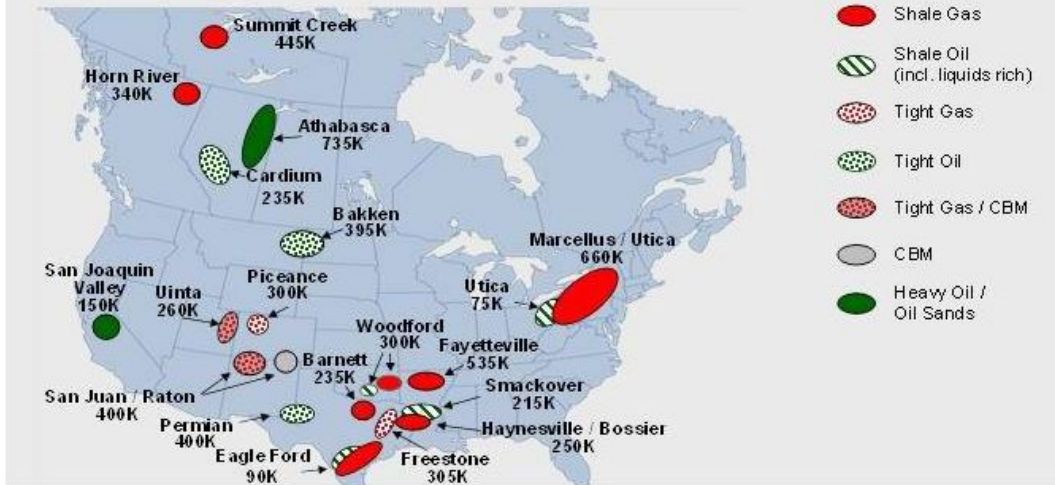 Summit Creek
445K
Horn River
340K
Athabasca
735K
Cardium
235K
Bakken
395K
Marcellus / Utica
660K
San Joaquin
Valley
150K
Uinta
260K
Piceance
300K
Utica
75K
Woodford
300K
Fayetteville
535K
Barnett
235K
Smackover
215K
San Juan / Raton
400K
Haynesville / Bossier
250K
Permian
400K
Eagle Ford
90K
Freestone
305K
Shale Gas
Shale Oil
(incl. liquids rich)
Tight Gas
Tight Oil
Tight Gas / CBM
CBM
Heavy Oil /
Oil Sands